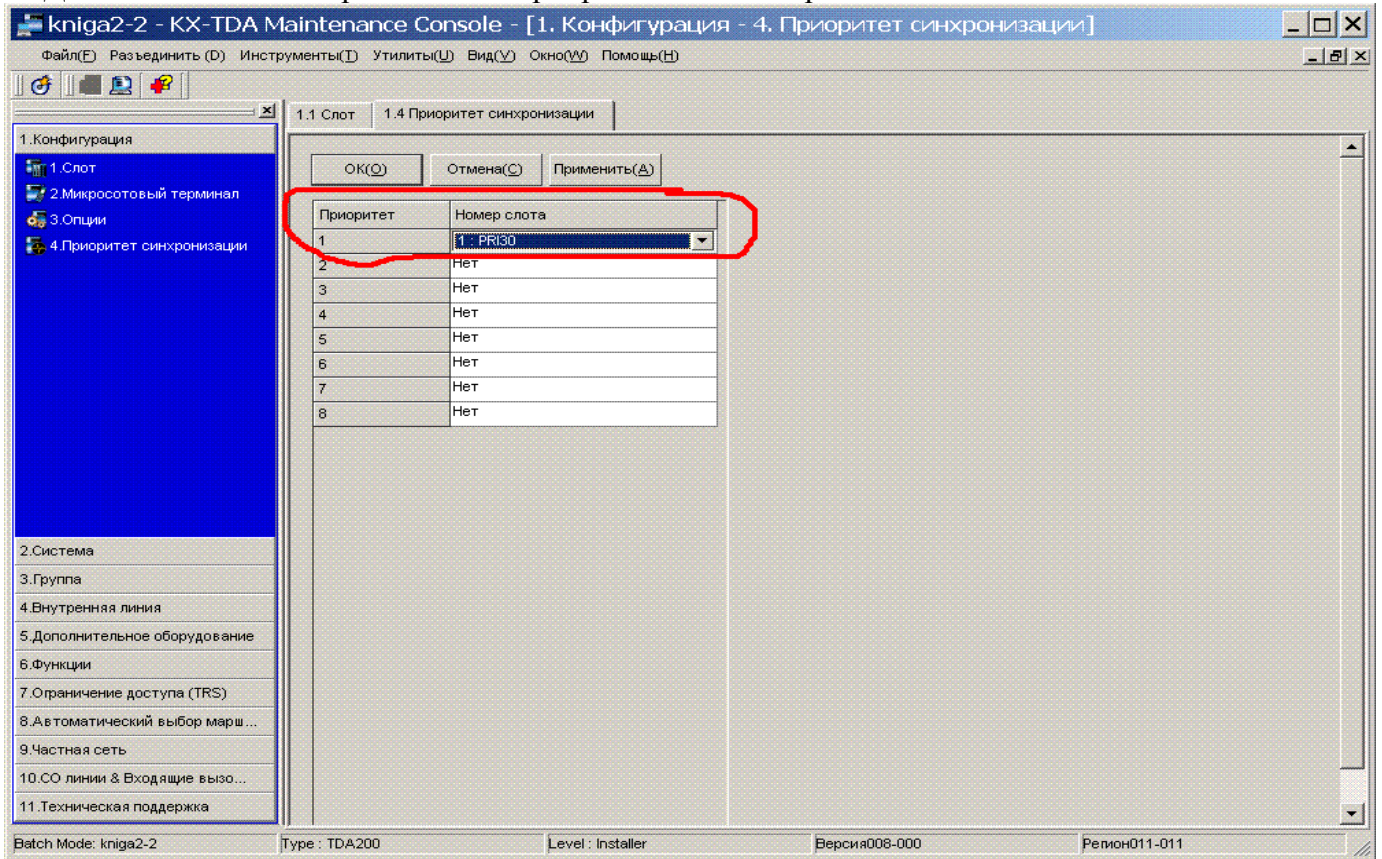 kniga2-2 - KX-TDA Maintenance Console - [1. Конфигурация - 4. Приоритет синхронизации]
Файл(F) Разъединить (D) Инструменты(T) Утилиты(U) Вид(V) Окно(W) Помощь(H)
1.1 Слот 1.4 Приоритет синхронизации
1.Конфигурация
1.Слот
2.Микросотовый терминал
3.Опции
4.Приоритет синхронизации
OK(O) Отмена(C) Применить(A)
Приоритет Номер слота
1 1 : PRI30
2 Нет
3 Нет
4 Нет
5 Нет
6 Нет
7 Нет
8 Нет
2.Система
3.Группа
4.Внутренняя линия
5.Дополнительное оборудование
6.Функции
7.Ограничение доступа (TRS)
8.Автоматический выбор марш...
9.Частная сеть
10.CO линии & Входящие вызо...
11.Техническая поддержка
Batch Mode: kniga2-2 Type : TDA200 Level : Installer Версия008-000 Регион011-011